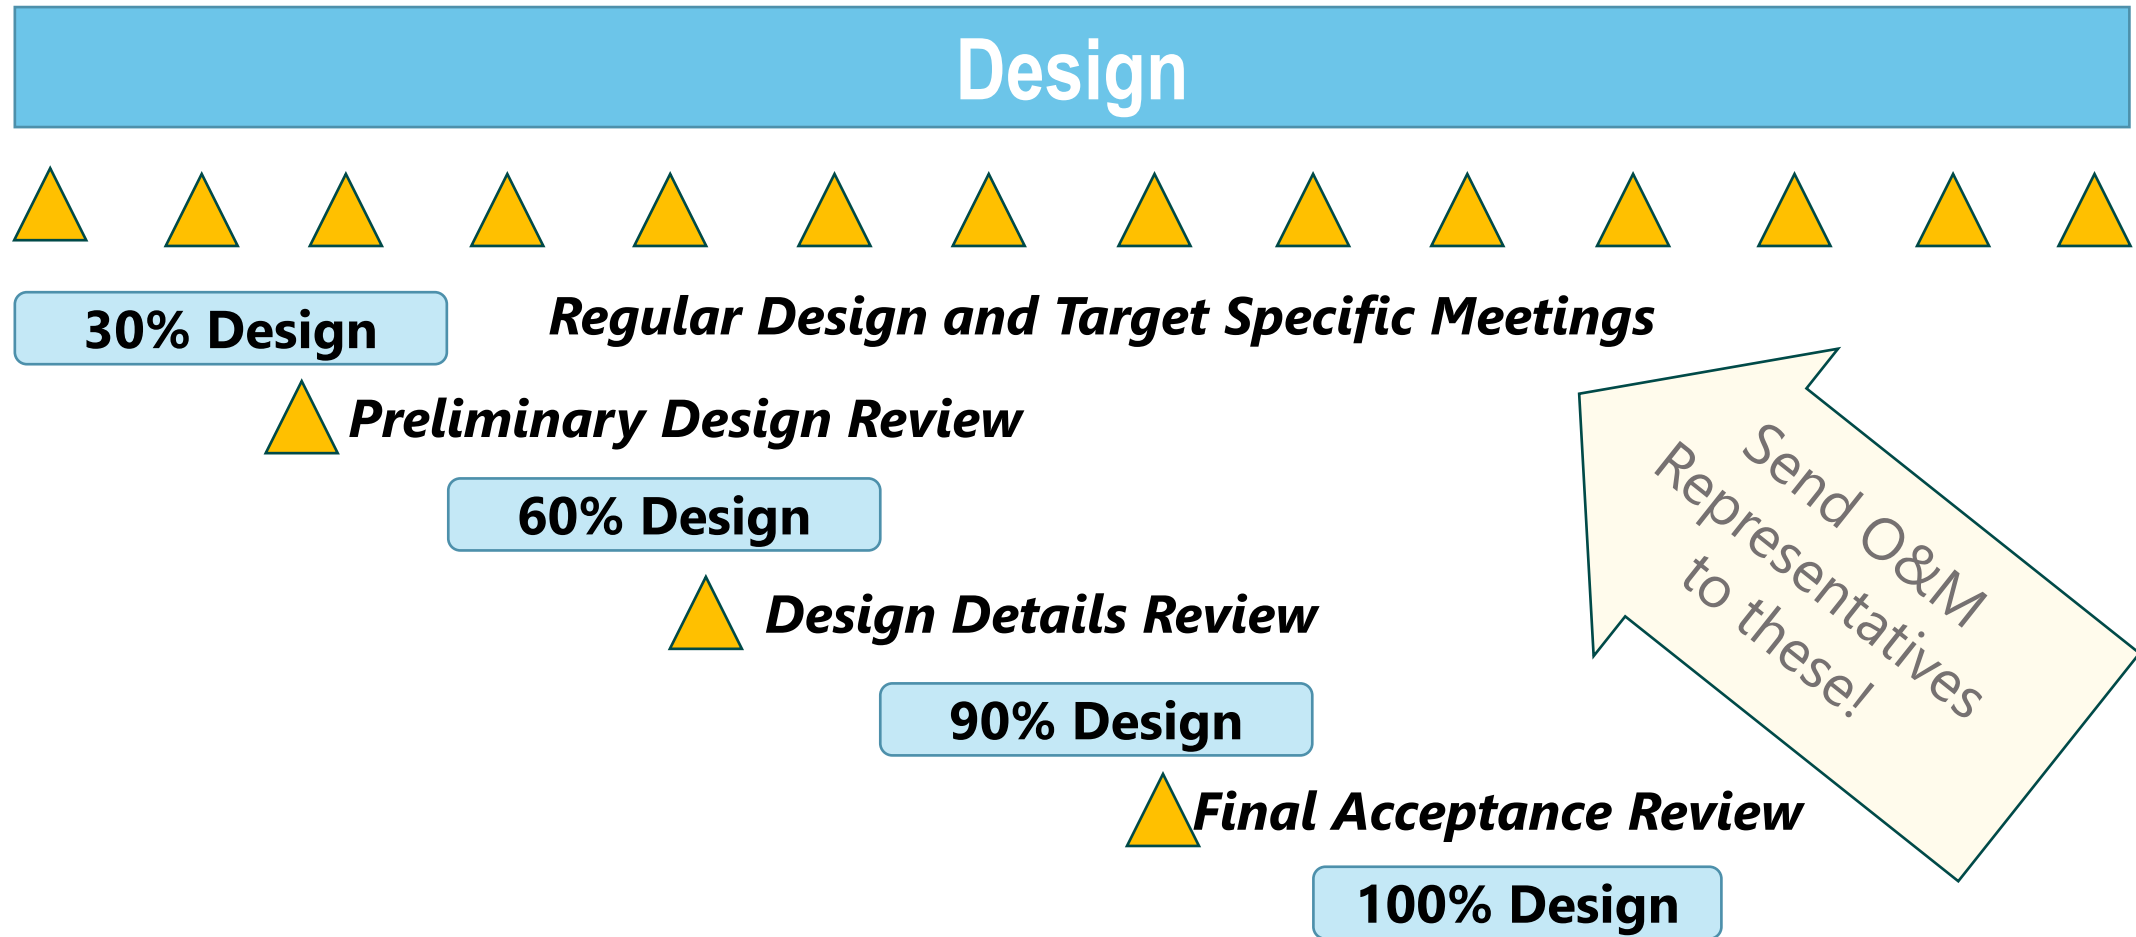 Design
30% Design
Regular Design and Target Specific Meetings
Preliminary Design Review
60% Design
Design Details Review
90% Design
Final Acceptance Review
100% Design
Send O&M
Representatives
to these!